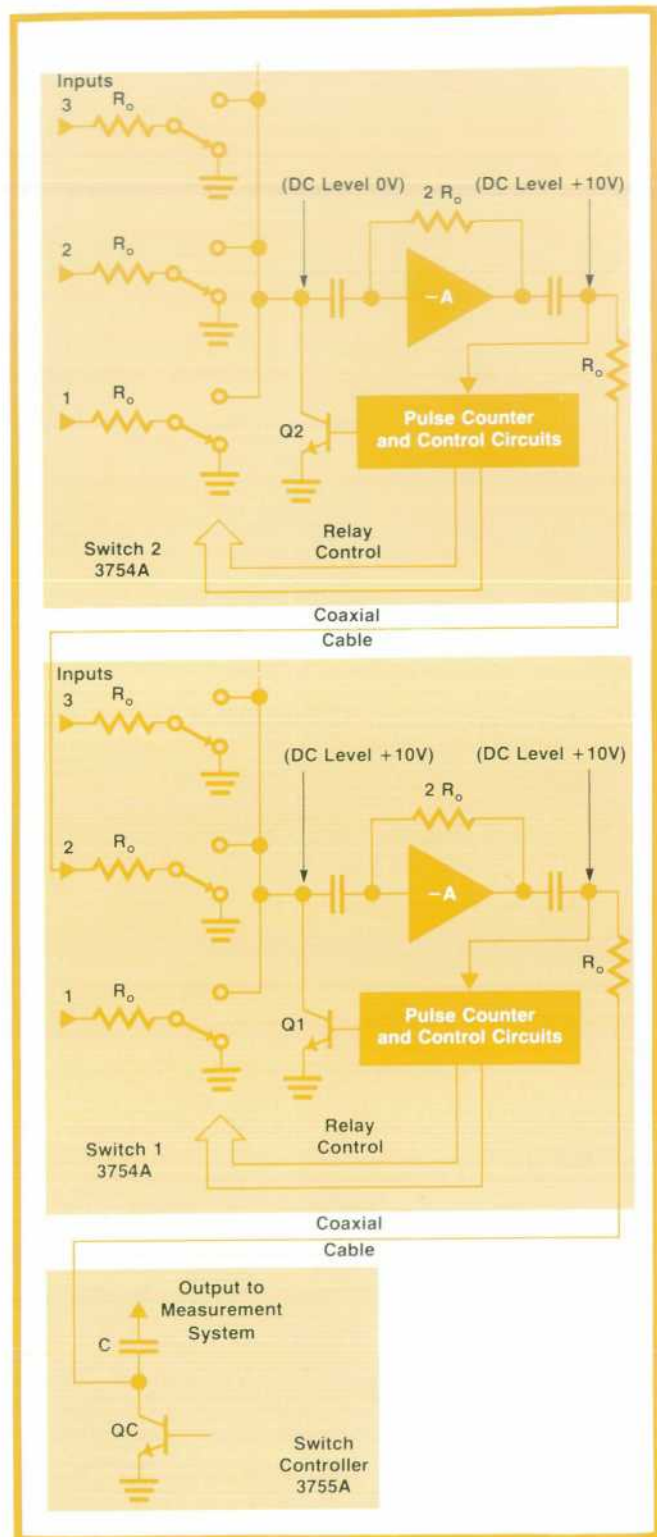 Inputs
3 Rₒ
(DC Level 0V) (DC Level +10V)
2 Rₒ
2 Rₒ
–A
Rₒ
1 Rₒ
Q2
Pulse Counter
and Control Circuits
Relay
Control
Switch 2
3754A
Coaxial
Cable
Inputs
3 Rₒ
(DC Level +10V) (DC Level +10V)
2 Rₒ
2 Rₒ
–A
Rₒ
1 Rₒ
Q1
Pulse Counter
and Control Circuits
Relay
Control
Switch 1
3754A
Coaxial
Cable
Output to
Measurement
System
C
QC
Switch
Controller
3755A